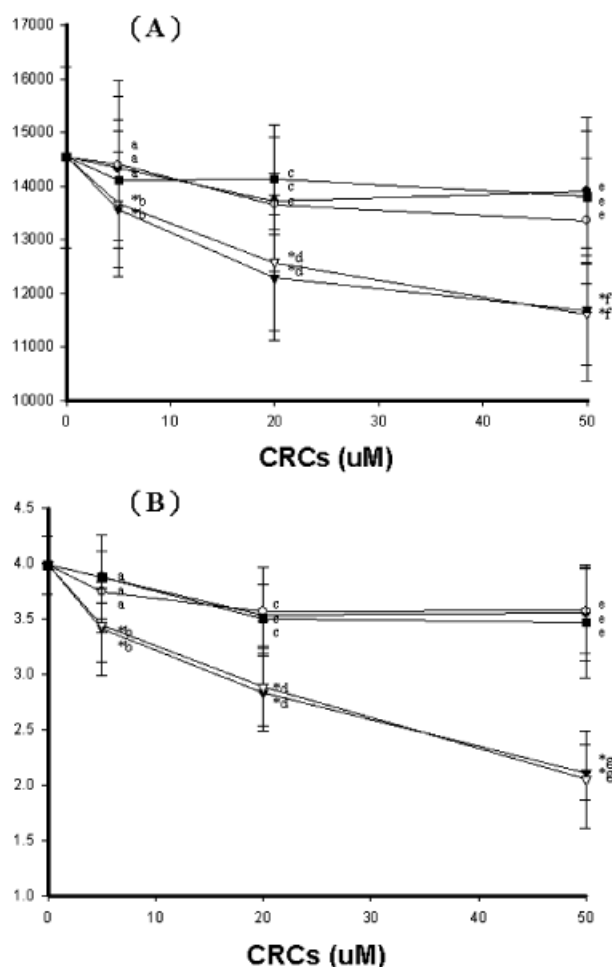 (A)
17000
16000
a
15000
a
a
c
e
14000
c
e
*b
c
e
*b
13000
*d
*d
12000
*f
*f
11000
10000
0
10
20
30
40
50
CRCs (uM)
(B)
4.5
4.0
a
a
a
c
e
3.5
c
e
c
e
*b
*b
3.0
*d
*d
2.5
2.0
1.5
1.0
0
10
20
30
40
50
CRCs (uM)